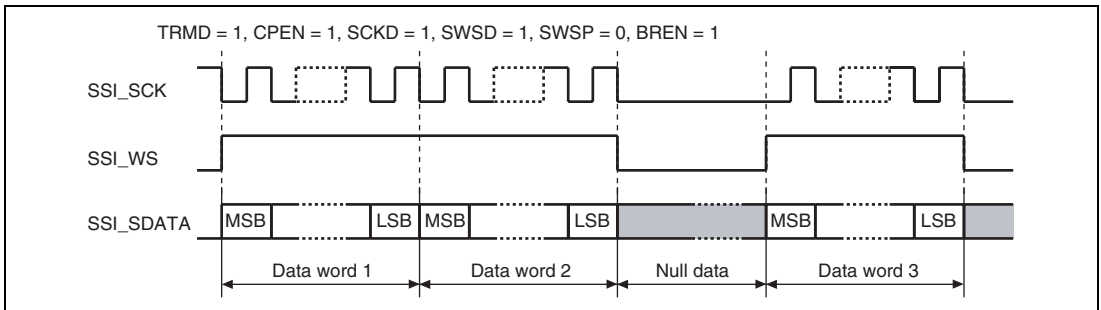 TRMD = 1, CPEN = 1, SCKD = 1, SWSD = 1, SWSP = 0, BREN = 1
SSI_SCK
SSI_WS
SSI_SDATA MSB LSB MSB LSB MSB LSB
Data word 1 Data word 2 Null data Data word 3